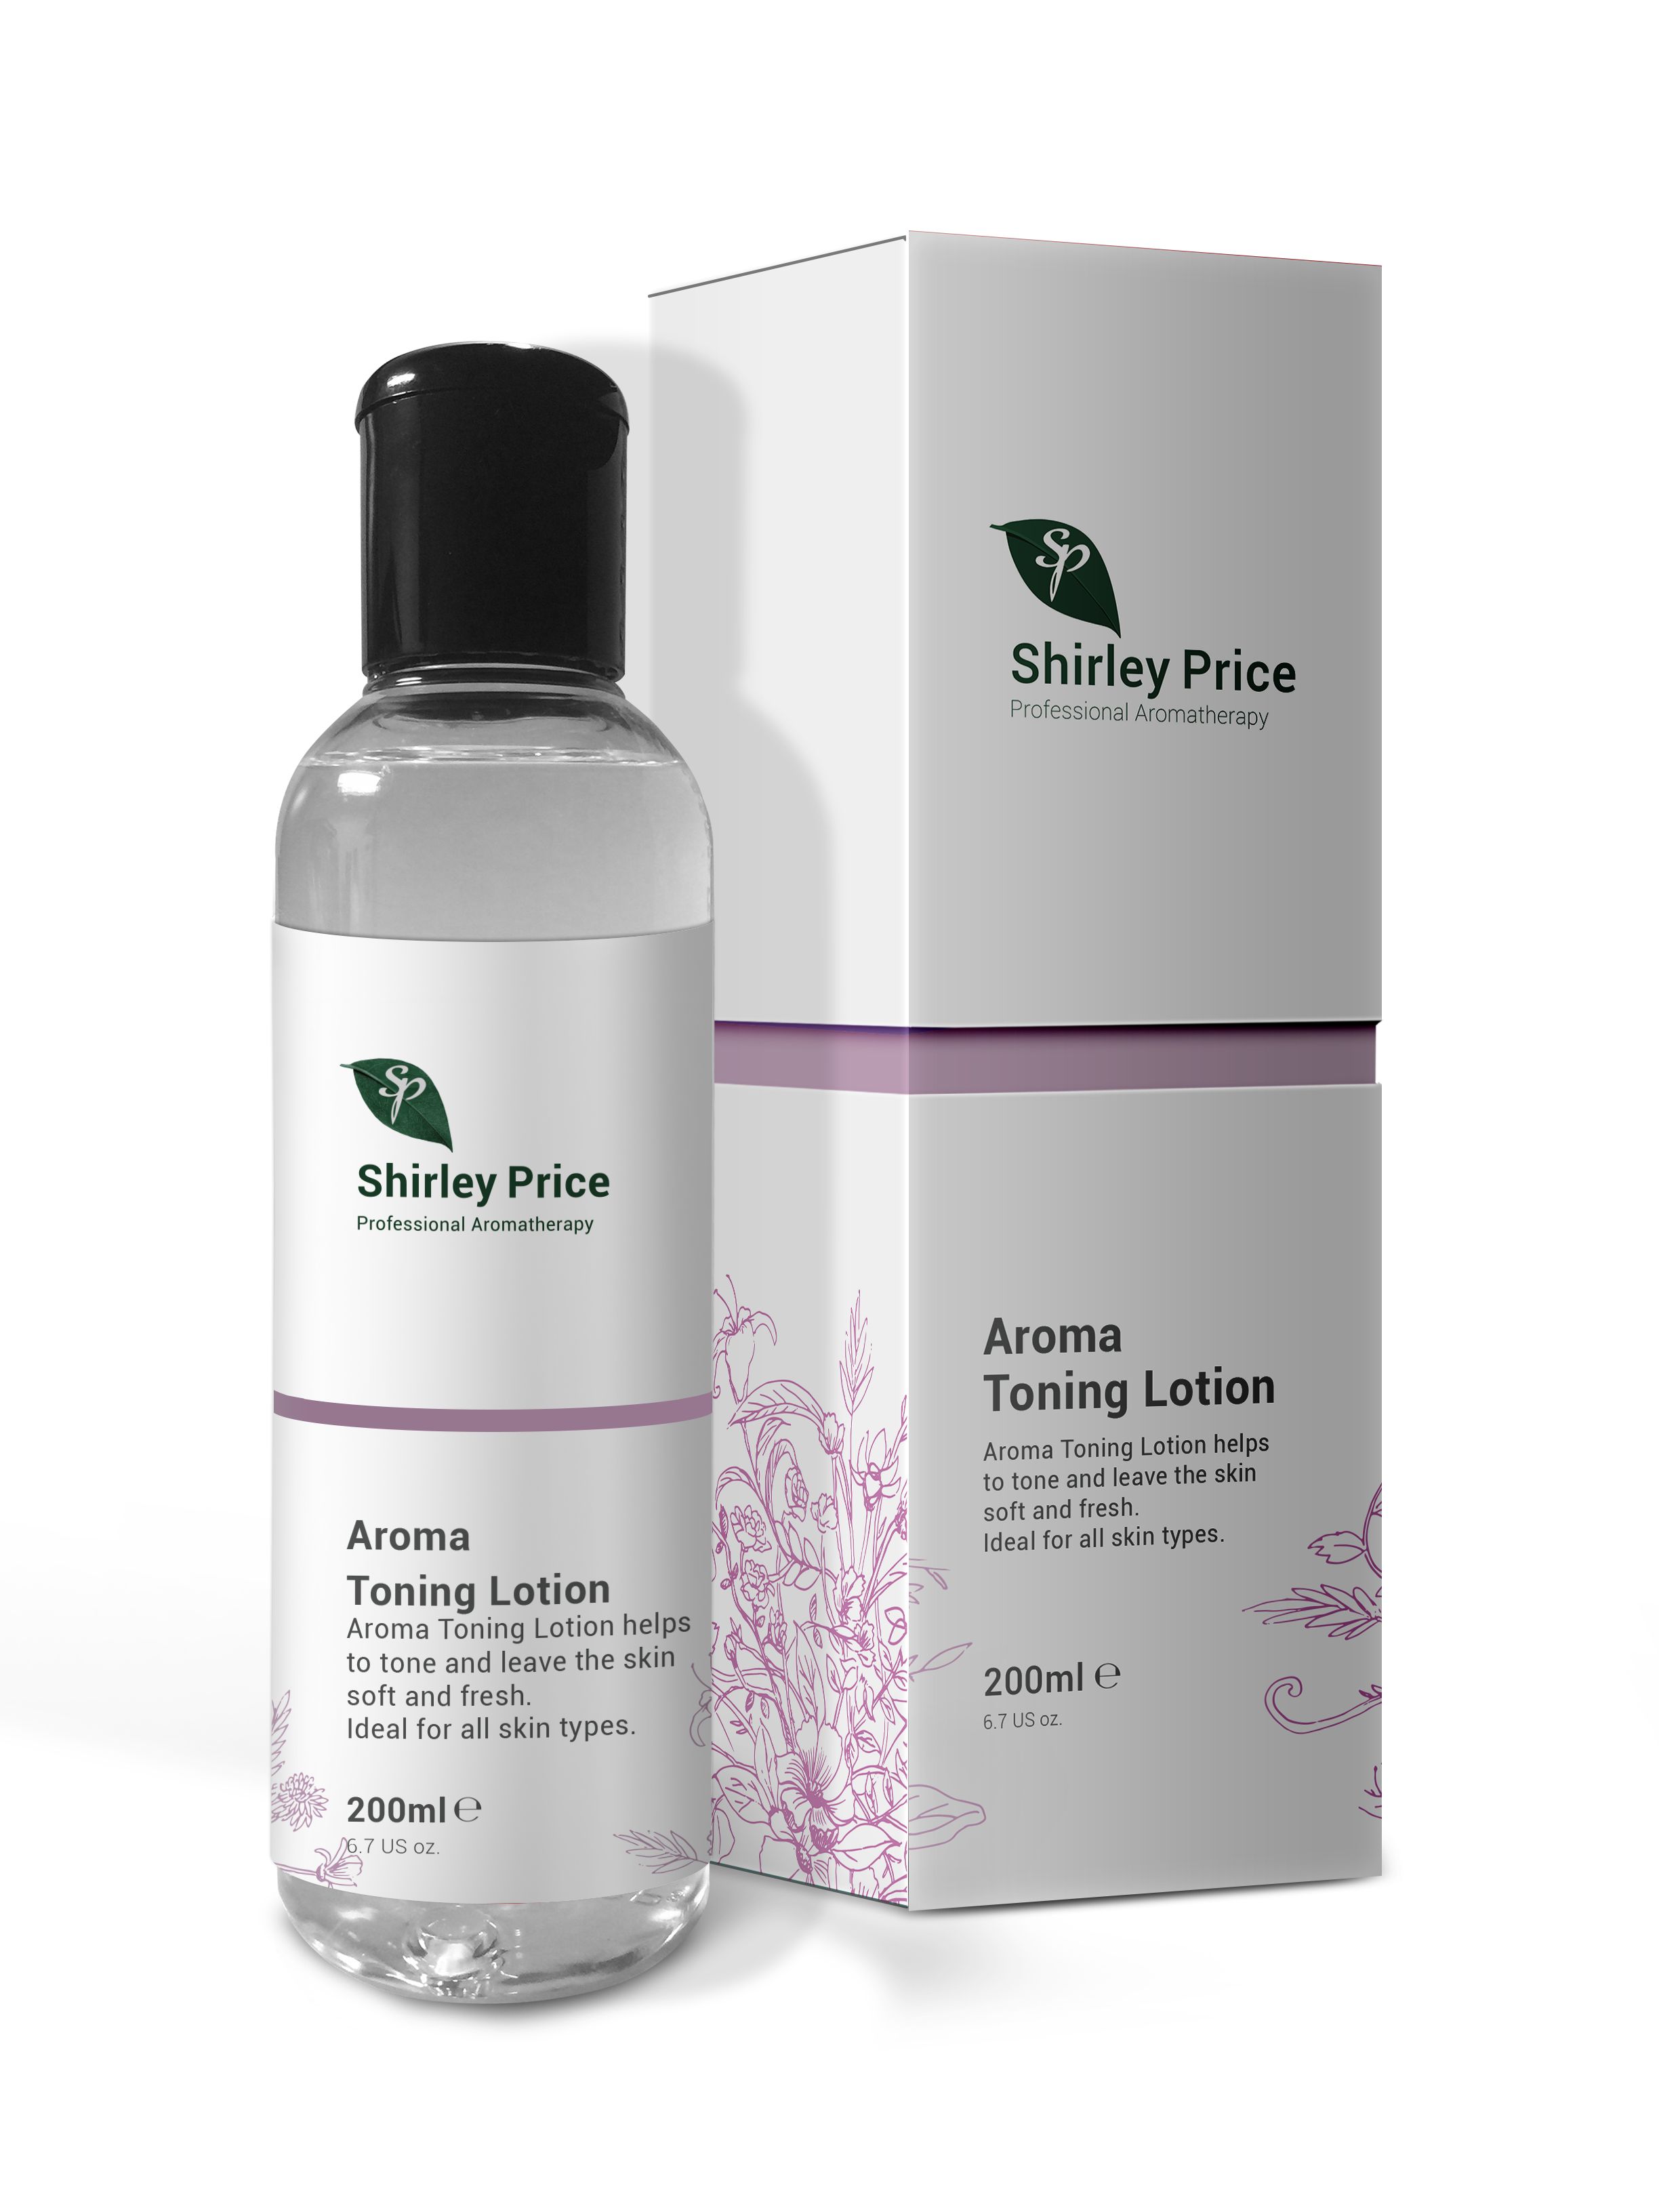 sp
Shirley Price
Professional Aromatherapy
Aroma
Toning Lotion
Aroma Toning Lotion helps
to tone and leave the skin
soft and fresh.
Ideal for all skin types.
200ml ℮
6.7 US oz.
sp
Shirley Price
Professional Aromatherapy
Aroma
Toning Lotion
Aroma Toning Lotion helps
to tone and leave the skin
soft and fresh.
Ideal for all skin types.
200ml ℮
6.7 US oz.